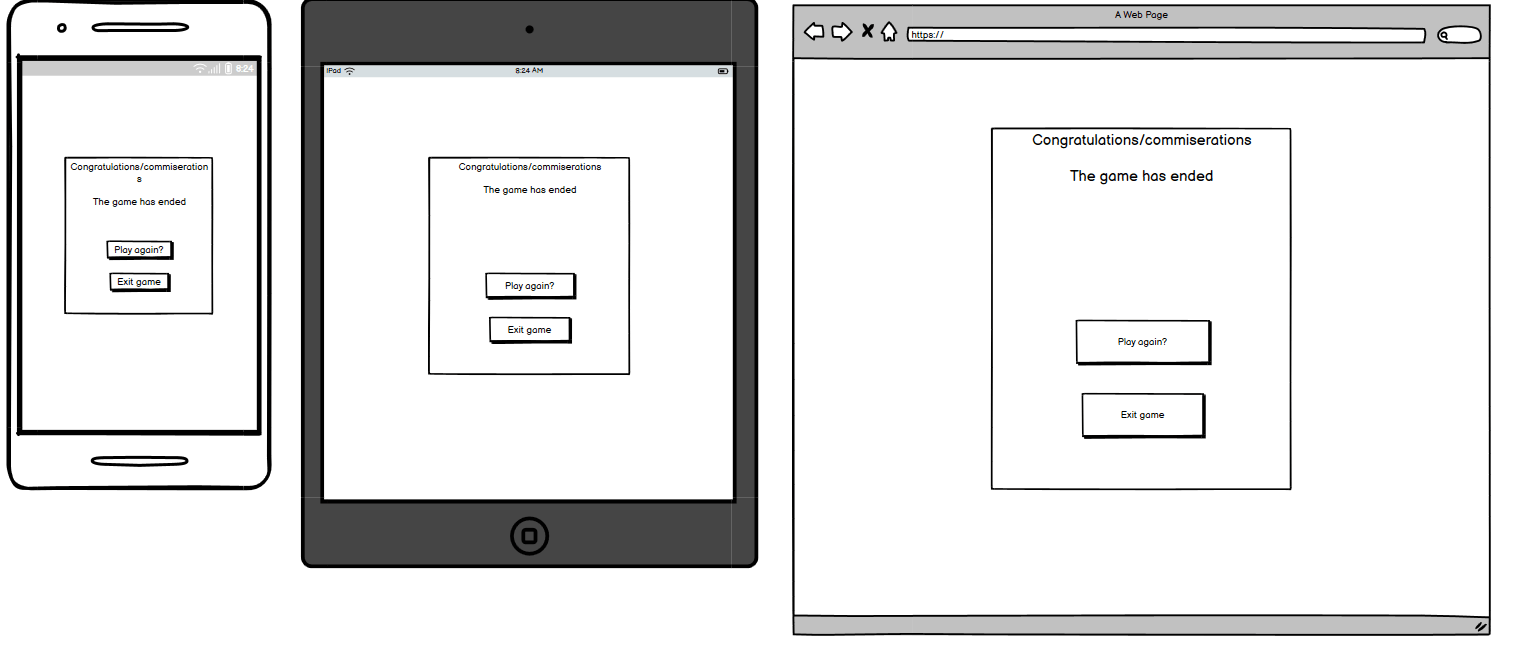 8:24
Congratulations/commiseration
s
The game has ended
Play again?
Exit game
iPad
8:24 AM
Congratulations/commiserations
The game has ended
Play again?
Exit game
A Web Page
https://
Congratulations/commiserations
The game has ended
Play again?
Exit game